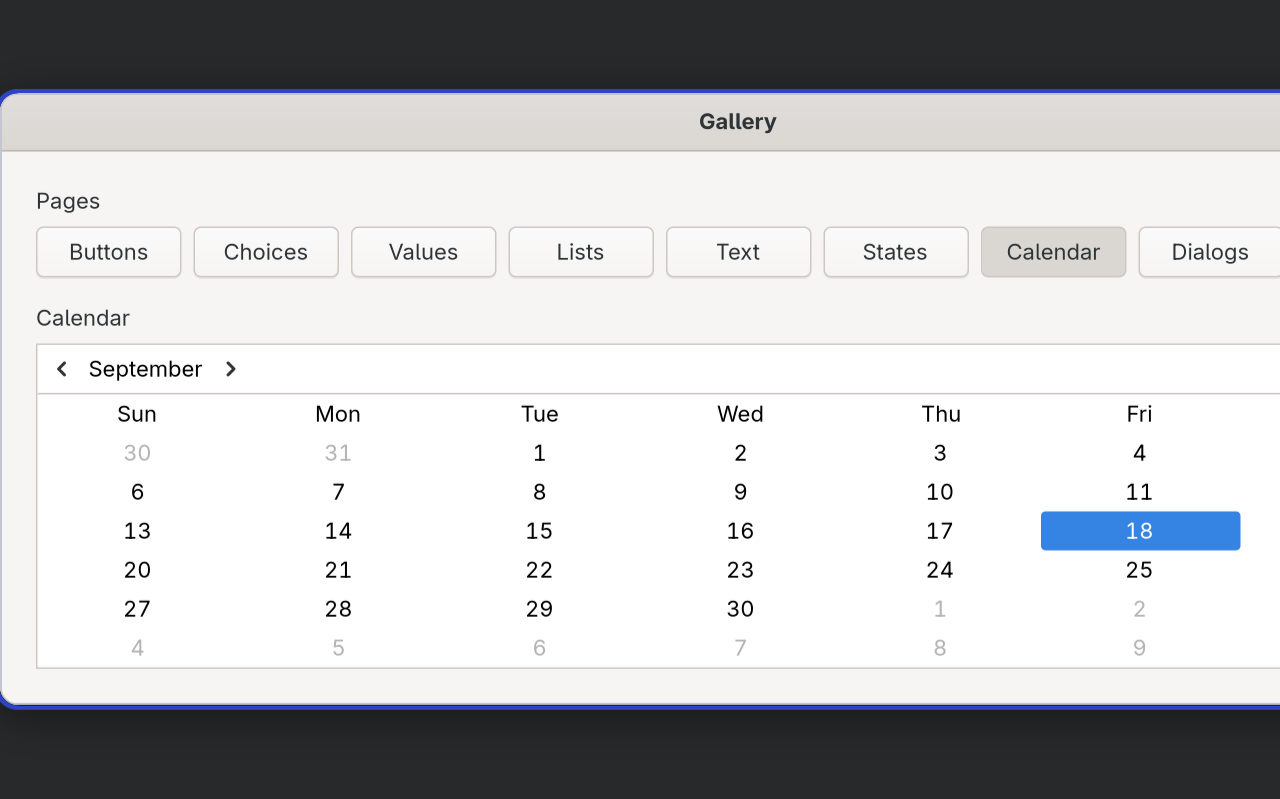 Gallery
Pages
Buttons Choices Values Lists Text States Calendar Dialogs
Calendar
September
Sun Mon Tue Wed Thu Fri
30 31 1 2 3 4
6 7 8 9 10 11
13 14 15 16 17 18
20 21 22 23 24 25
27 28 29 30 1 2
4 5 6 7 8 9